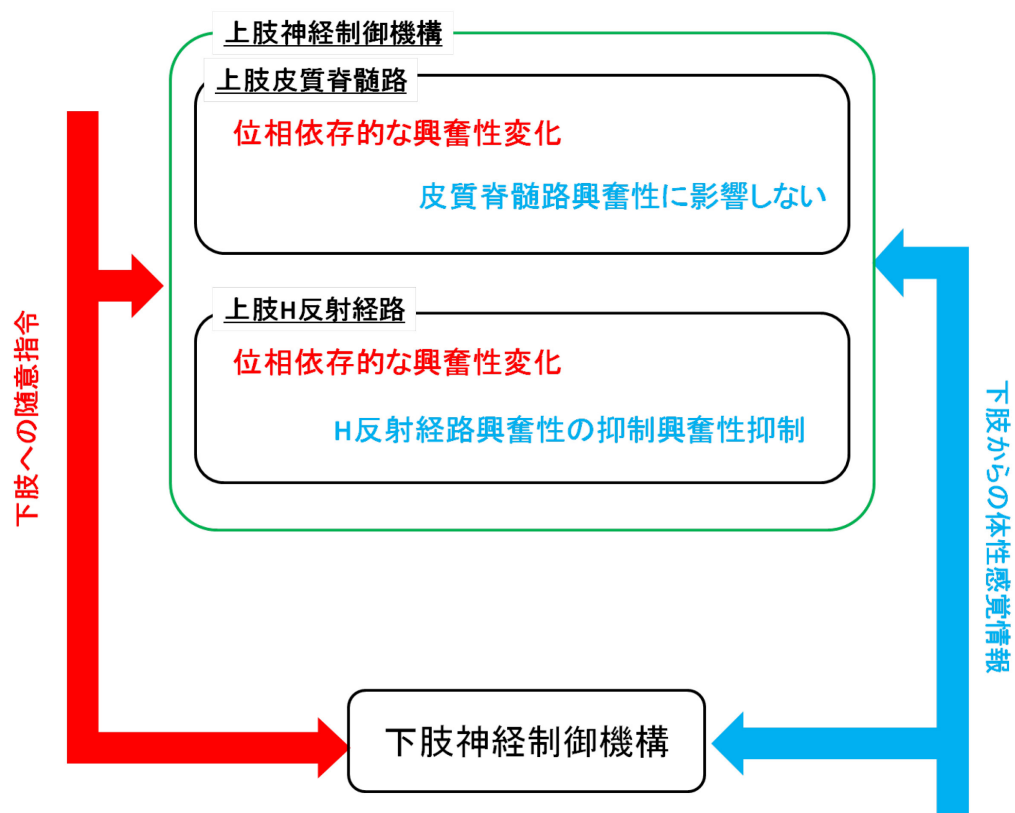 上肢神経制御機構
上肢皮質脊髄路
位相依存的な興奮性変化
皮質脊髄路興奮性に影響しない
上肢H反射経路
位相依存的な興奮性変化
H反射経路興奮性の抑制興奮性抑制
下肢への随意指令
下肢からの体性感覚情報
下肢神経制御機構